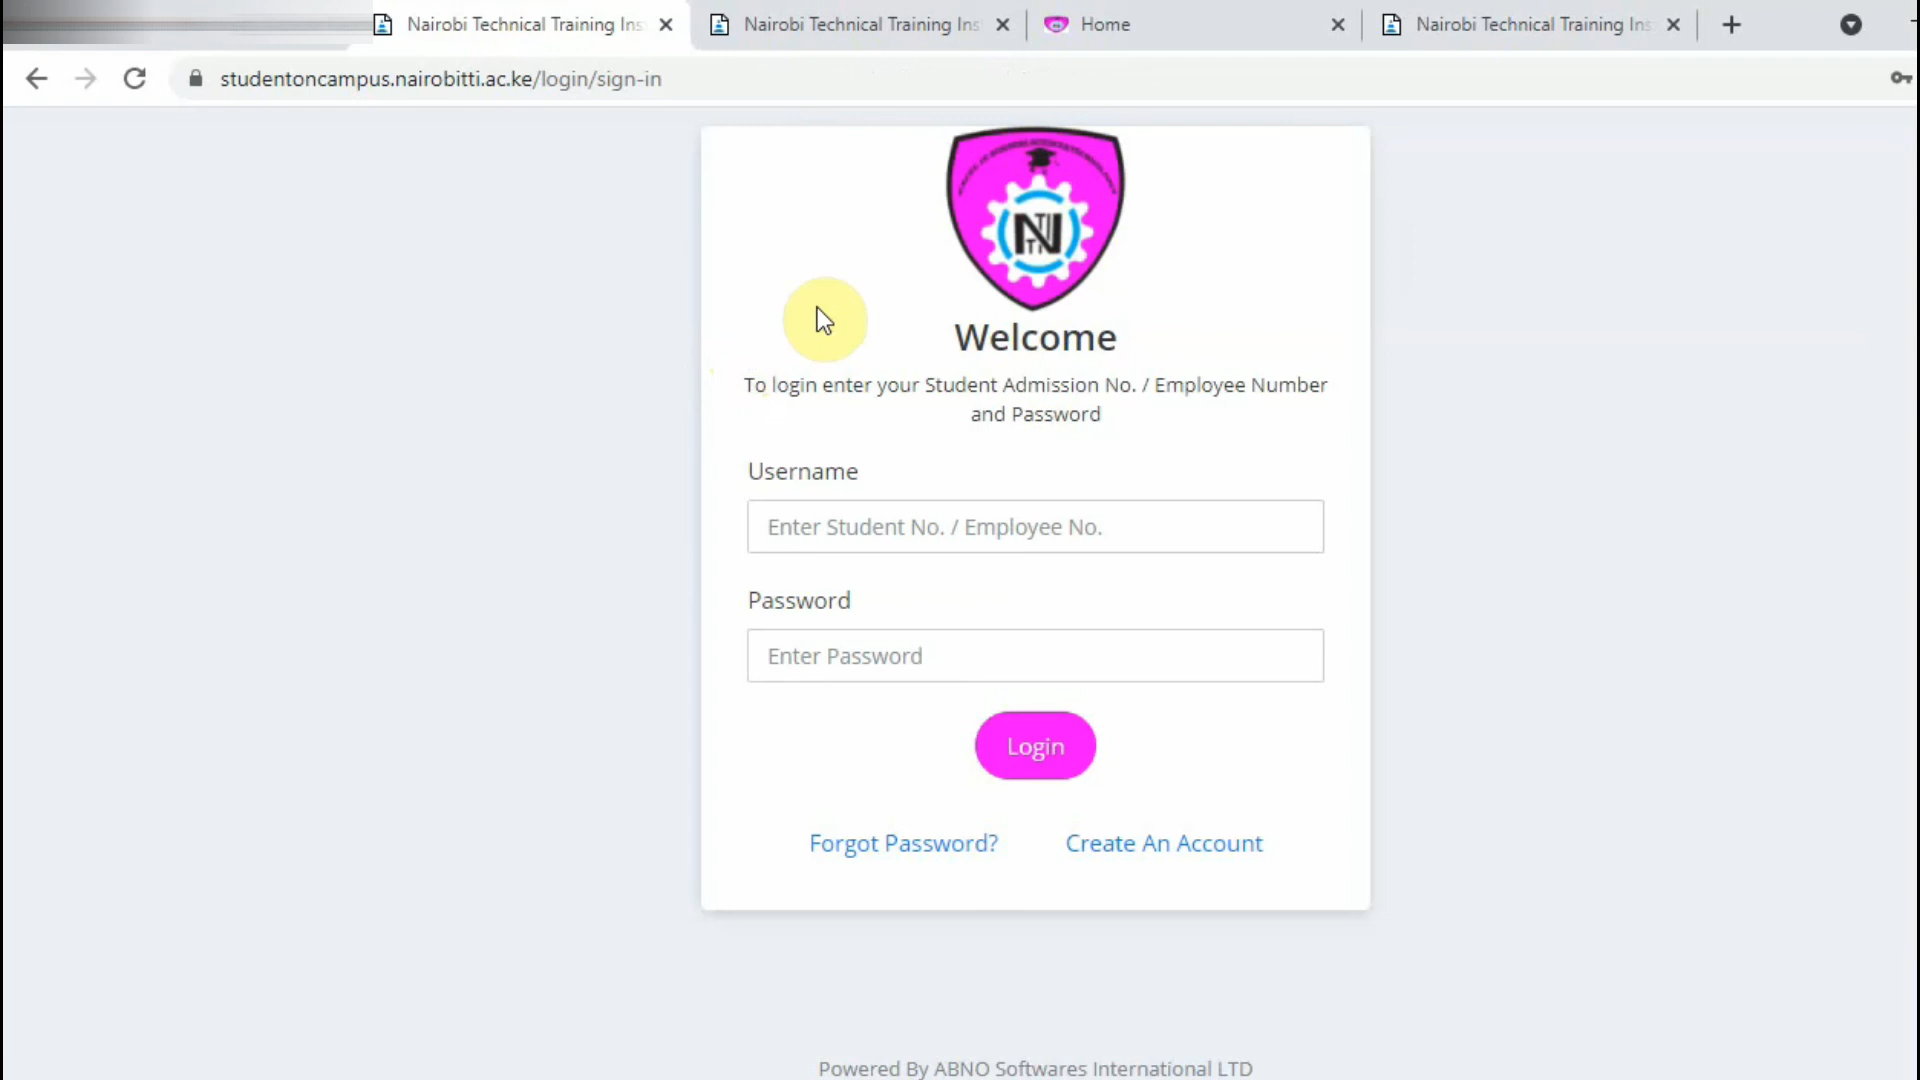 Nairobi Technical Training Ins
Nairobi Technical Training Ins
Home
Nairobi Technical Training Ins
studentoncampus.nairobitti.ac.ke/login/sign-in
NTTI
Welcome
To login enter your Student Admission No. / Employee Number
and Password
Username
Enter Student No. / Employee No.
Password
Enter Password
Login
Forgot Password?
Create An Account
Powered By ABNO Softwares International LTD